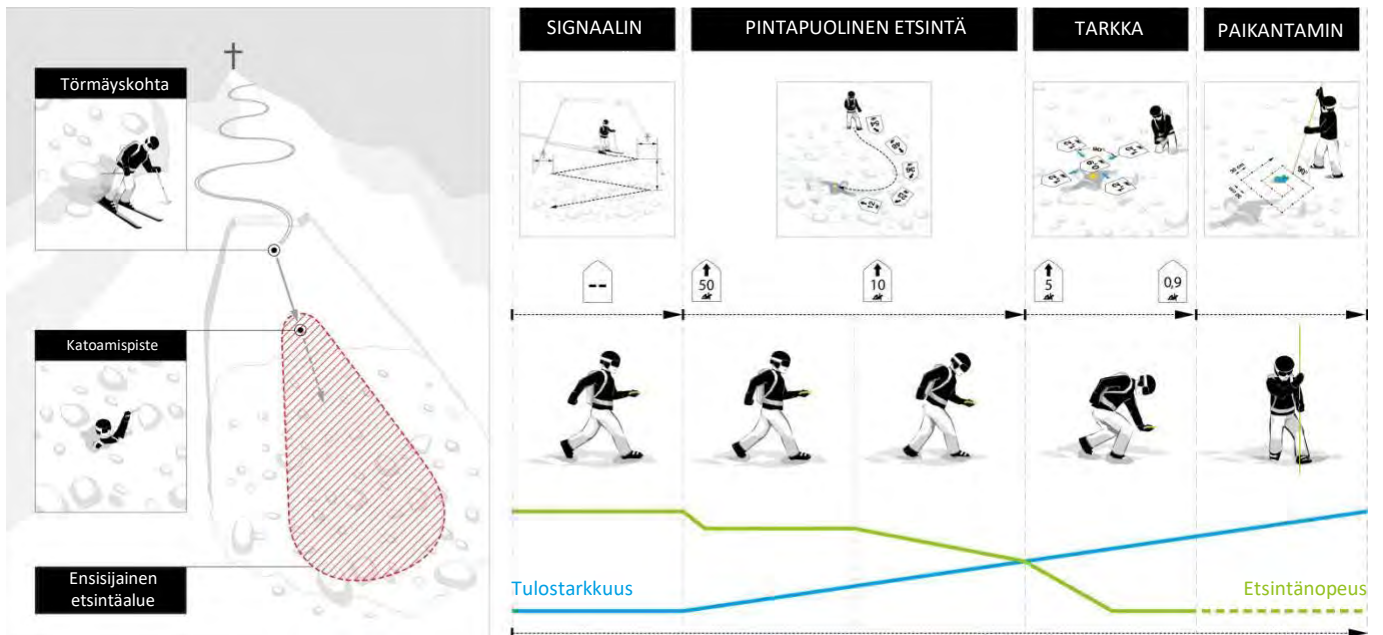 Törmäyskohta
Katoamispiste
Ensisijainen
etsintäalue
SIGNAALIN
PINTAPUOLINEN ETSINTÄ
TARKKA
PAIKANTAMIN
--
50
10
5
0,9
Tulostarkkuus
Etsintänopeus